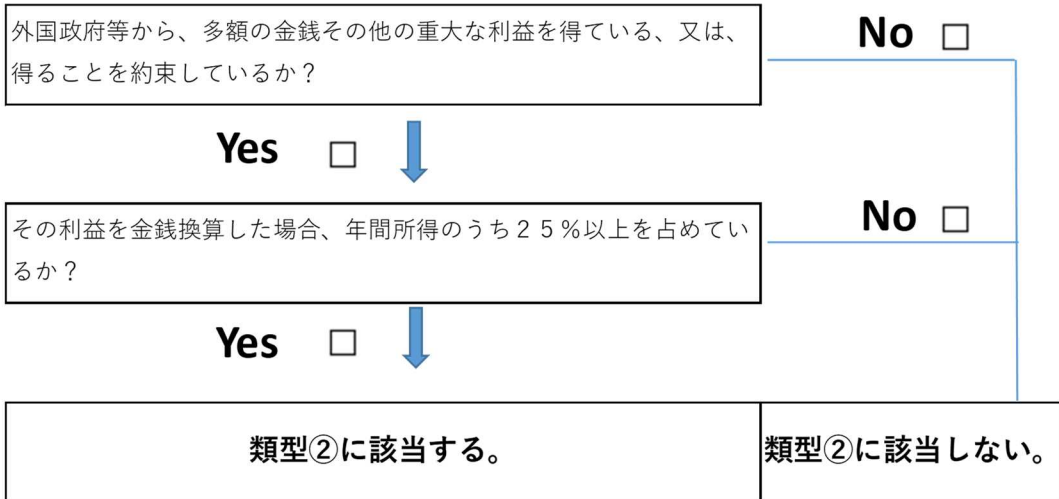 外国政府等から、多額の金銭その他の重大な利益を得ている、又は、
得ることを約束しているか？
No □
Yes □
その利益を金銭換算した場合、年間所得のうち２５％以上を占めてい
るか？
No □
Yes □
類型②に該当する。
類型②に該当しない。